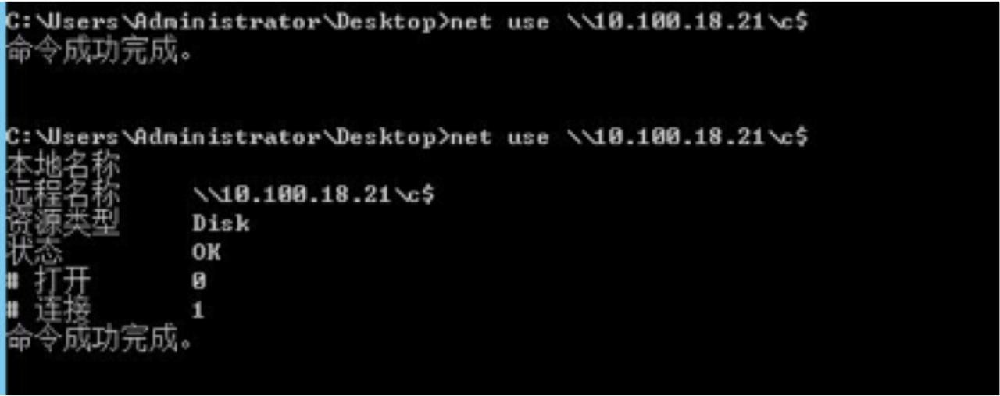 C:\Users\Administrator\Desktop>net use \\10.100.18.21\c$
命令成功完成。
C:\Users\Administrator\Desktop>net use \\10.100.18.21\c$
本地名称
远程名称 \\10.100.18.21\c$
资源类型 Disk
状态 OK
# 打开 0
# 连接 1
命令成功完成。